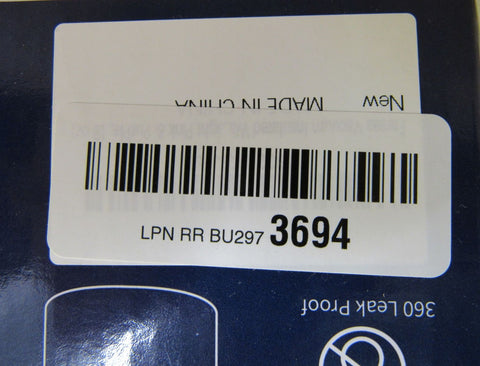 New
MADE IN CHINA
LPN RR BU297 3694
360 Leak Proof